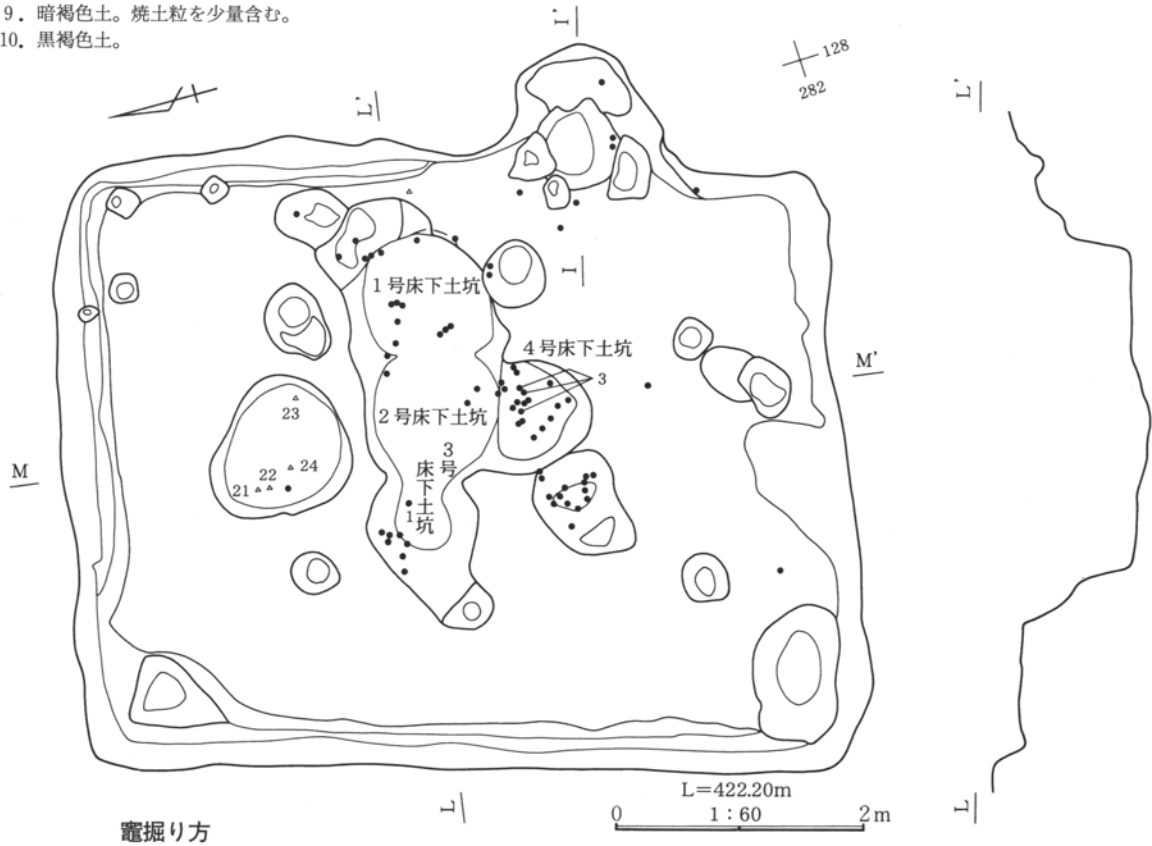 9．暗褐色土。焼土粒を少量含む。
10．黒褐色土。
I'
128
282
L'
L'
1号床下土坑
I
4号床下土坑
3
M'
23
2号床下土坑
3号床下土坑
M
24
22
21
1
L
L
L=422.20m
0 1：60 2m
竈掘り方